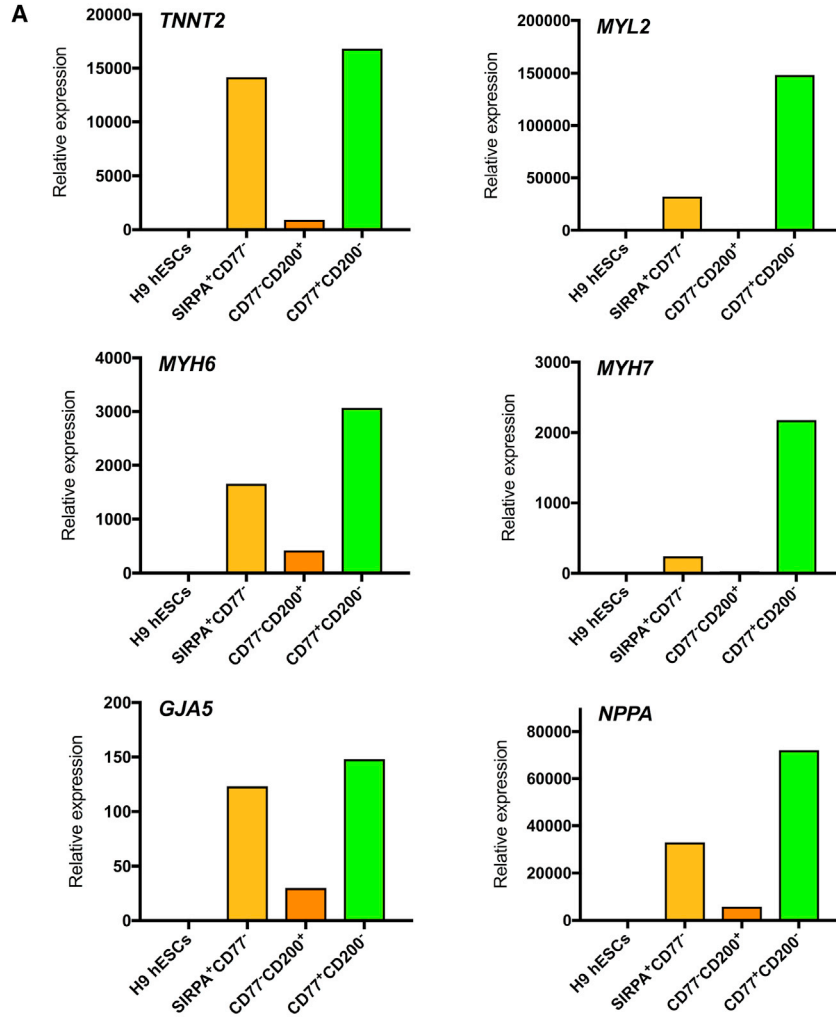 A
TNNT2
Relative expression
20000
15000
10000
5000
0
H9 hESCs
SIRPA⁺CD77⁻
CD77⁻CD200⁺
CD77⁺CD200⁻
MYL2
Relative expression
200000
150000
100000
50000
0
H9 hESCs
SIRPA⁺CD77⁻
CD77⁻CD200⁺
CD77⁺CD200⁻
MYH6
Relative expression
4000
3000
2000
1000
0
H9 hESCs
SIRPA⁺CD77⁻
CD77⁻CD200⁺
CD77⁺CD200⁻
MYH7
Relative expression
3000
2000
1000
0
H9 hESCs
SIRPA⁺CD77⁻
CD77⁻CD200⁺
CD77⁺CD200⁻
GJA5
Relative expression
200
150
100
50
0
H9 hESCs
SIRPA⁺CD77⁻
CD77⁻CD200⁺
CD77⁺CD200⁻
NPPA
Relative expression
80000
60000
40000
20000
0
H9 hESCs
SIRPA⁺CD77⁻
CD77⁻CD200⁺
CD77⁺CD200⁻